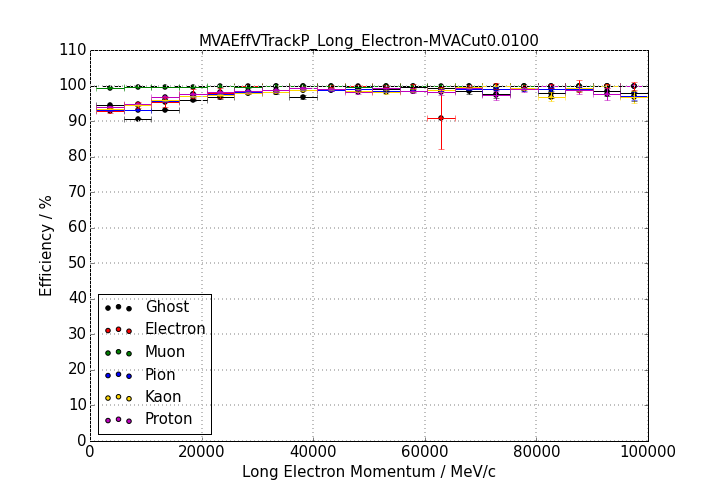 MVAEffVTrackP_Long_Electron-MVACut0.0100
110
100
90
80
70
60
50
40
30
20
10
0
Efficiency / %
Ghost
Electron
Muon
Pion
Kaon
Proton
0 20000 40000 60000 80000 100000
Long Electron Momentum / MeV/c